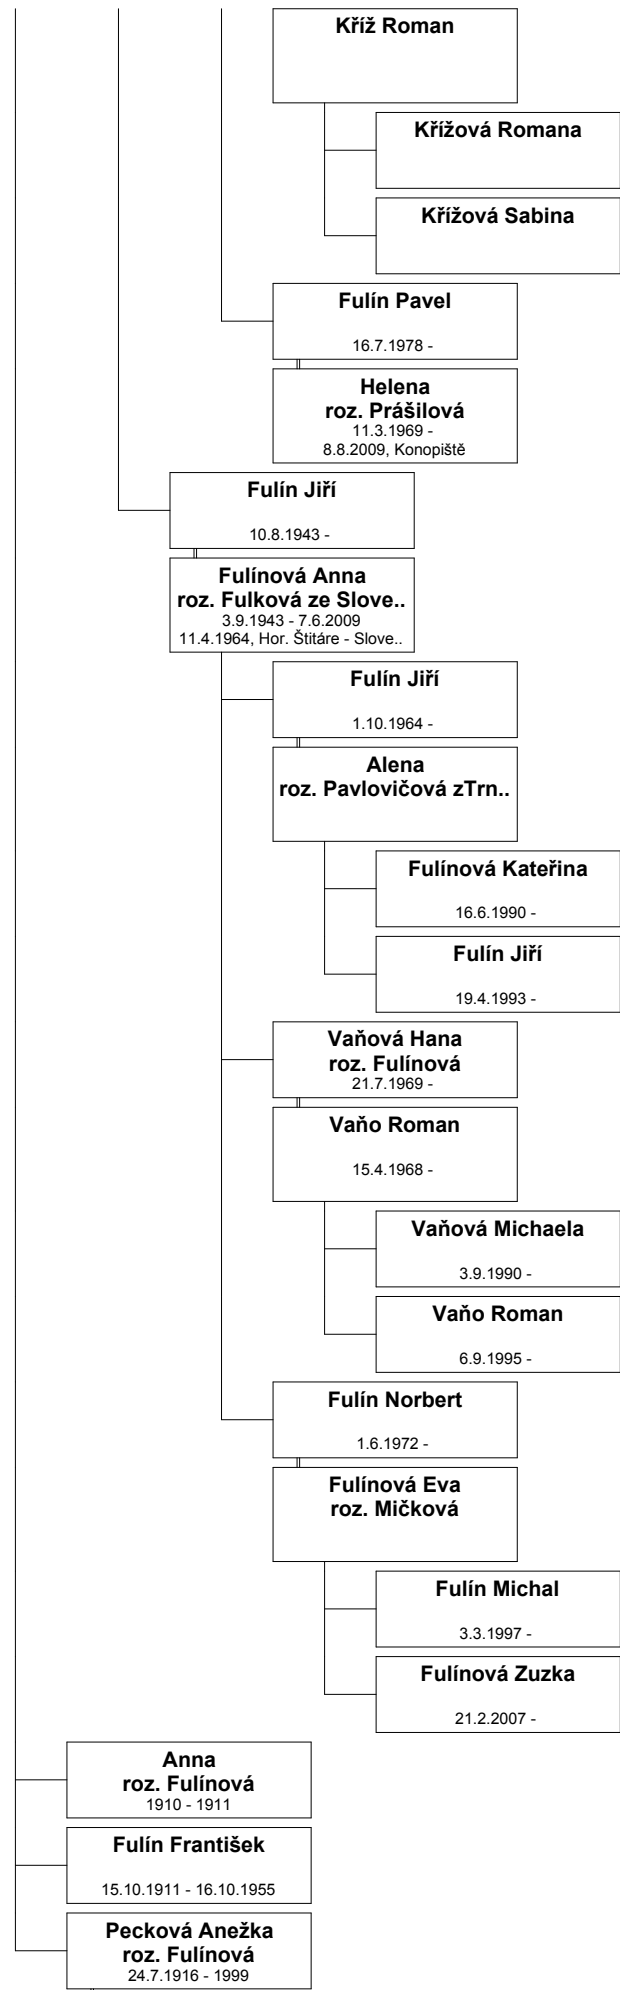 Kříž Roman
Křížová Romana
Křížová Sabina
Fulín Pavel
16.7.1978 -
Helena
roz. Prášilová
11.3.1969 -
8.8.2009, Konopiště
Fulín Jiří
10.8.1943 -
Fulínová Anna
roz. Fulková ze Slove..
3.9.1943 - 7.6.2009
11.4.1964, Hor. Štitáre - Slove..
Fulín Jiří
1.10.1964 -
Alena
roz. Pavlovičová zTrn..
Fulínová Kateřina
16.6.1990 -
Fulín Jiří
19.4.1993 -
Vaňová Hana
roz. Fulínová
21.7.1969 -
Vaňo Roman
15.4.1968 -
Vaňová Michaela
3.9.1990 -
Vaňo Roman
6.9.1995 -
Fulín Norbert
1.6.1972 -
Fulínová Eva
roz. Mičková
Fulín Michal
3.3.1997 -
Fulínová Zuzka
21.2.2007 -
Anna
roz. Fulínová
1910 - 1911
Fulín František
15.10.1911 - 16.10.1955
Pecková Anežka
roz. Fulínová
24.7.1916 - 1999